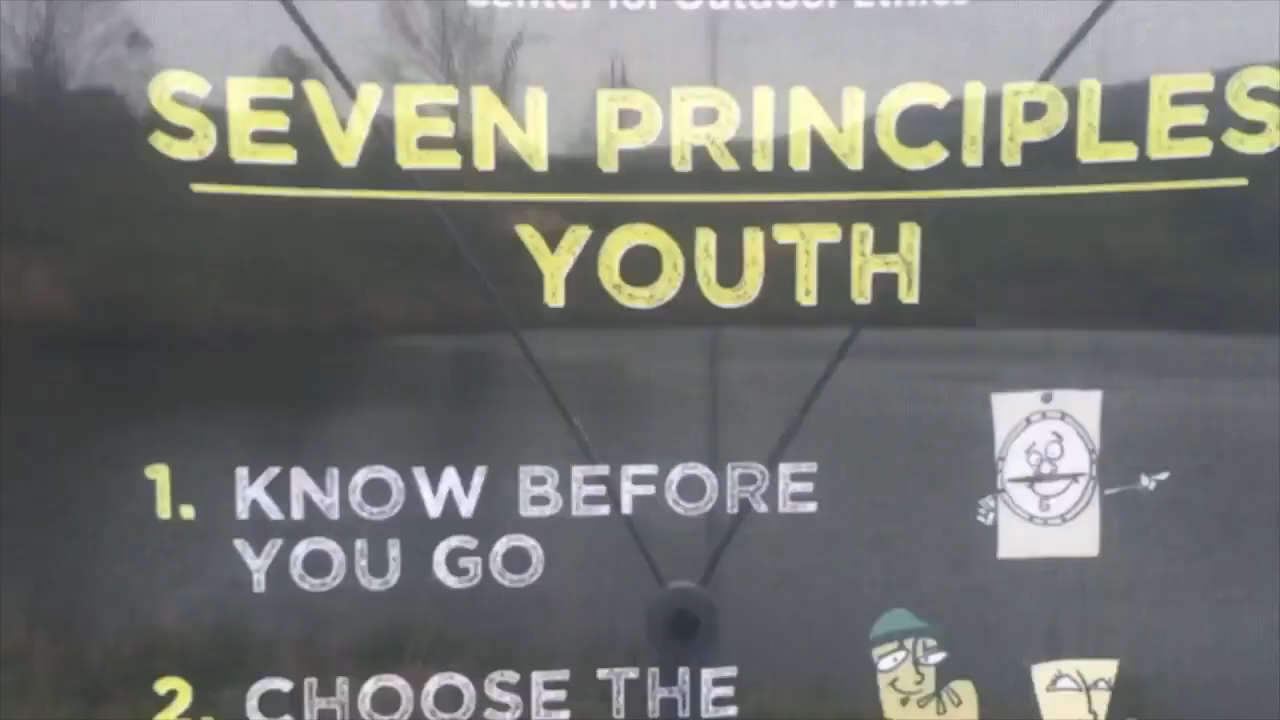 Center for Outdoor Ethics
SEVEN PRINCIPLES
YOUTH
1. KNOW BEFORE
YOU GO
2. CHOOSE THE